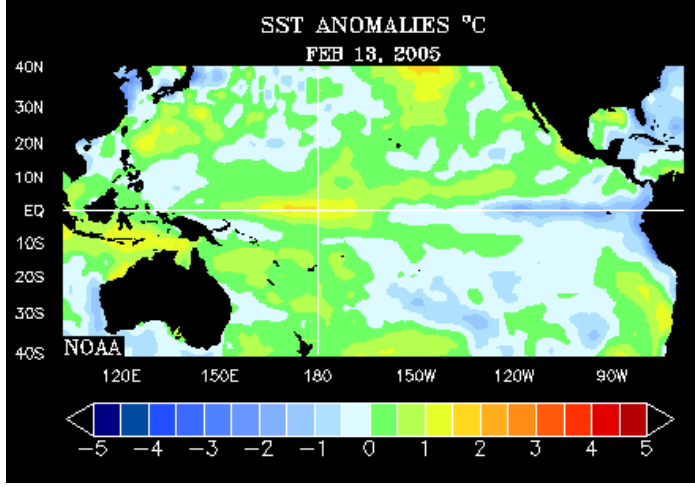 SST ANOMALIES °C
FEB 13, 2005
40N
30N
20N
10N
EQ
10S
20S
30S
40S
NOAA
120E 150E 180 150W 120W 90W
-5 -4 -3 -2 -1 0 1 2 3 4 5